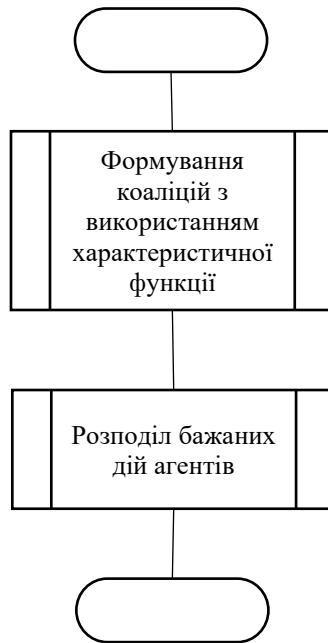 Формування
коаліцій з
використанням
характеристичної
функції
Розподіл бажаних
дій агентів